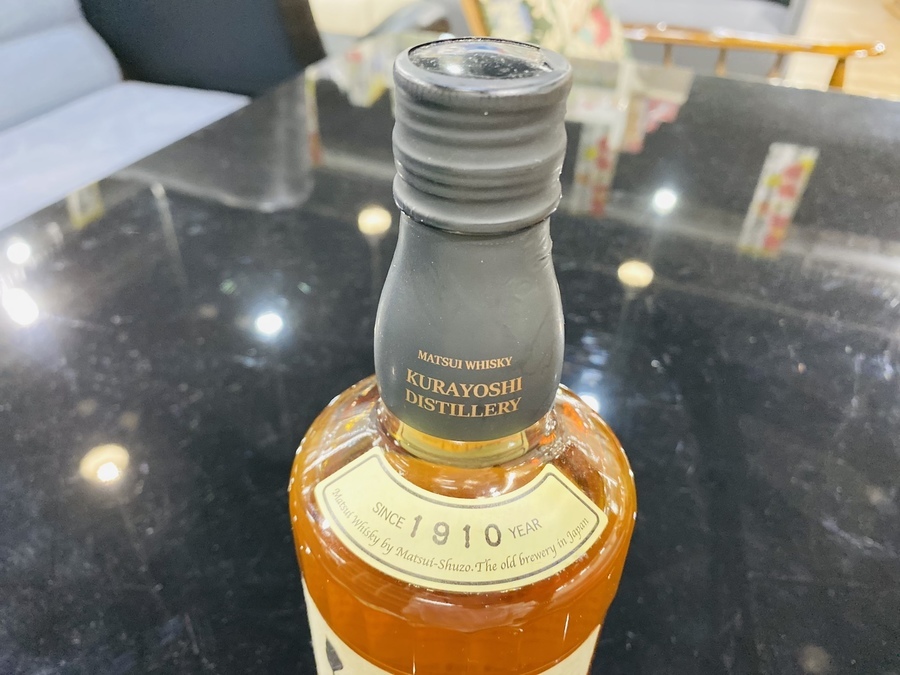 MATSUI WHISKY
KURAYOSHI
DISTILLERY
SINCE 1910 YEAR
Matsui Whisky by Matsui-Shuzo.The old brewery in Japan